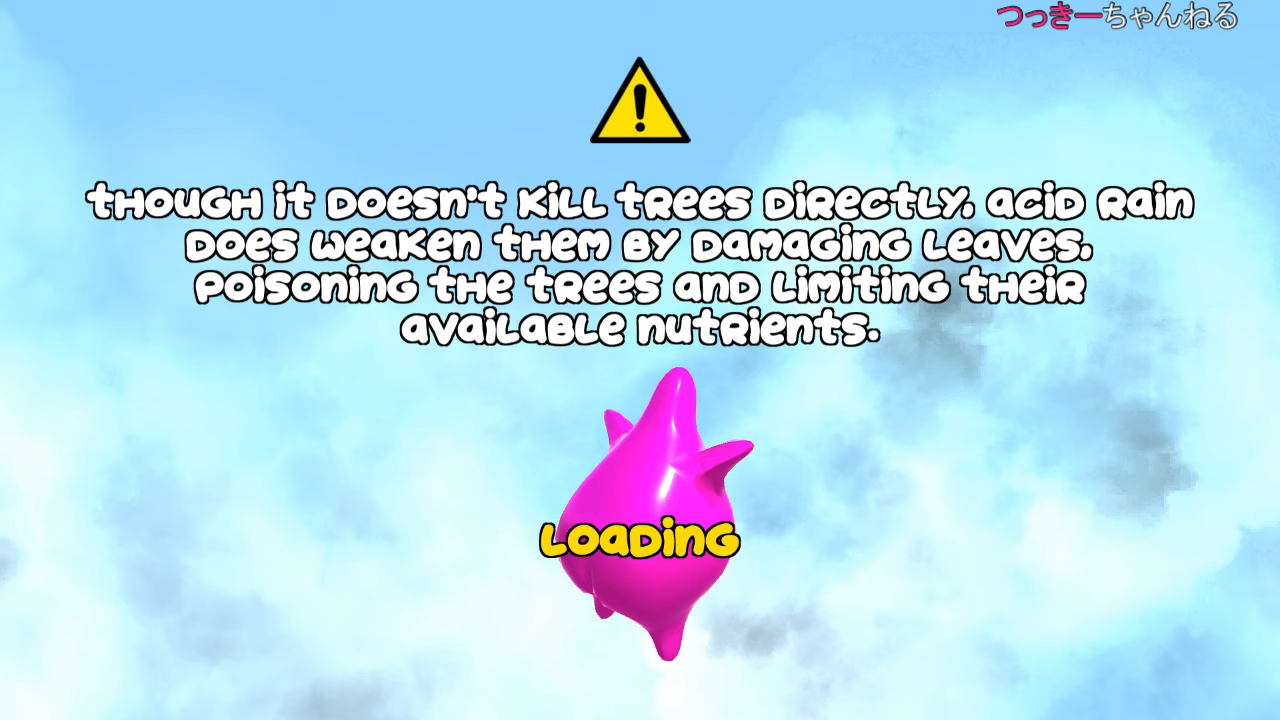 つっきーちゃんねる
THOUGH it DOESN'T KILL TREES DIRECTLY, ACID RAIN
DOES WEAKEN THEM BY DAMAGING LEAVES,
POISONING THE TREES AND LIMITING THEIR
AVAILABLE NUTRIENTS.
LOADING